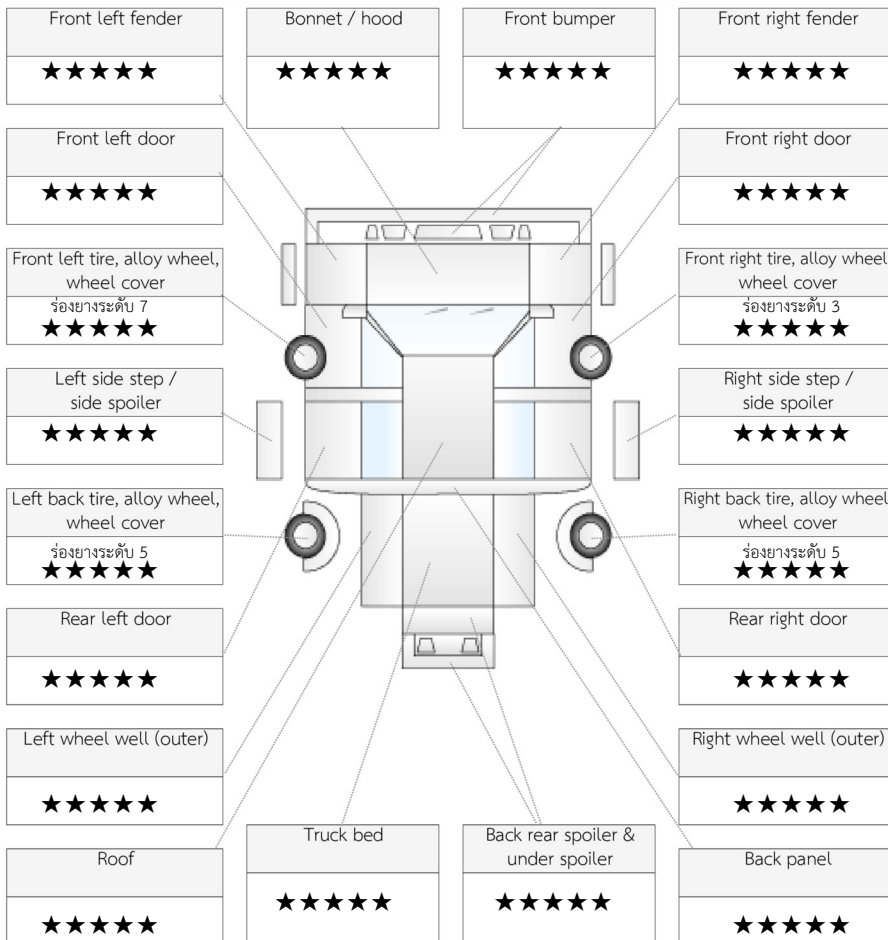 Front left fender
★★★★★
Bonnet / hood
★★★★★
Front bumper
★★★★★
Front right fender
★★★★★
Front left door
★★★★★
Front right door
★★★★★
Front left tire, alloy wheel,
wheel cover
ร่องยางระดับ 7
★★★★★
Front right tire, alloy wheel
wheel cover
ร่องยางระดับ 3
★★★★★
Left side step /
side spoiler
★★★★★
Right side step /
side spoiler
★★★★★
Left back tire, alloy wheel,
wheel cover
ร่องยางระดับ 5
★★★★★
Right back tire, alloy wheel
wheel cover
ร่องยางระดับ 5
★★★★★
Rear left door
★★★★★
Rear right door
★★★★★
Left wheel well (outer)
★★★★★
Right wheel well (outer)
★★★★★
Roof
★★★★★
Truck bed
★★★★★
Back rear spoiler &
under spoiler
★★★★★
Back panel
★★★★★